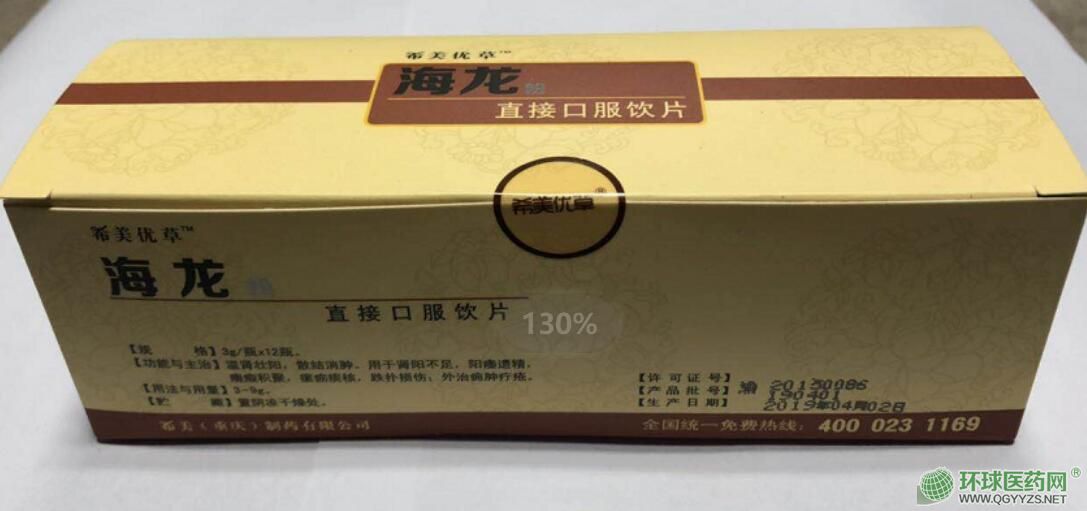 希美优草™
海龙粉
直接口服饮片
希美优草®
希美优草™
海龙粉
直接口服饮片
130%
【规 格】3g/瓶x12瓶。
【功能与主治】温肾壮阳，散结消肿。用于肾阳不足，阳痿遗精，
癥瘕积聚，瘰疬痰核，跌扑损伤；外治痈肿疔疮。
【用法与用量】3-9g。
【贮 藏】置阴凉干燥处。
【许可证号】渝 20150086
【产品批号】190401
【生产日期】2019年04月02日
希美（重庆）制药有限公司
全国统一免费热线：400 023 1169
环球医药网®
WWW.QGYYZS.NET